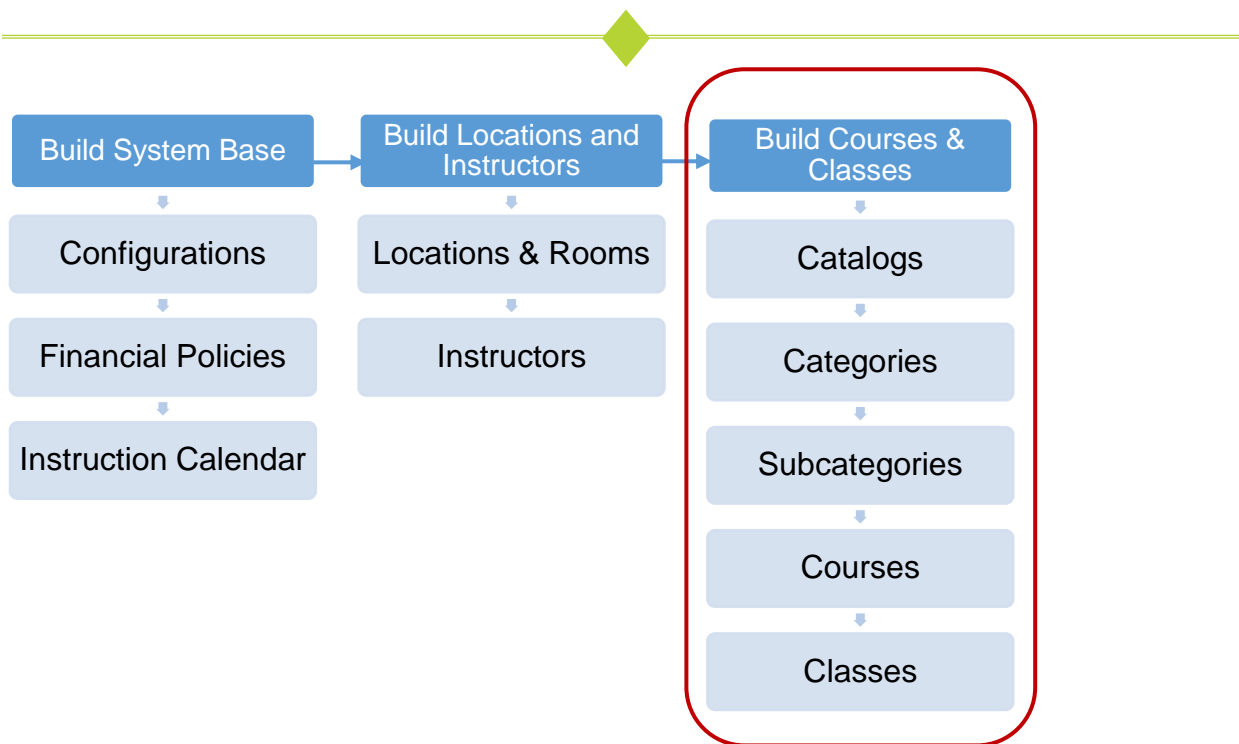 Build System Base
Configurations
Financial Policies
Instruction Calendar
Build Locations and
Instructors
Locations & Rooms
Instructors
Build Courses &
Classes
Catalogs
Categories
Subcategories
Courses
Classes